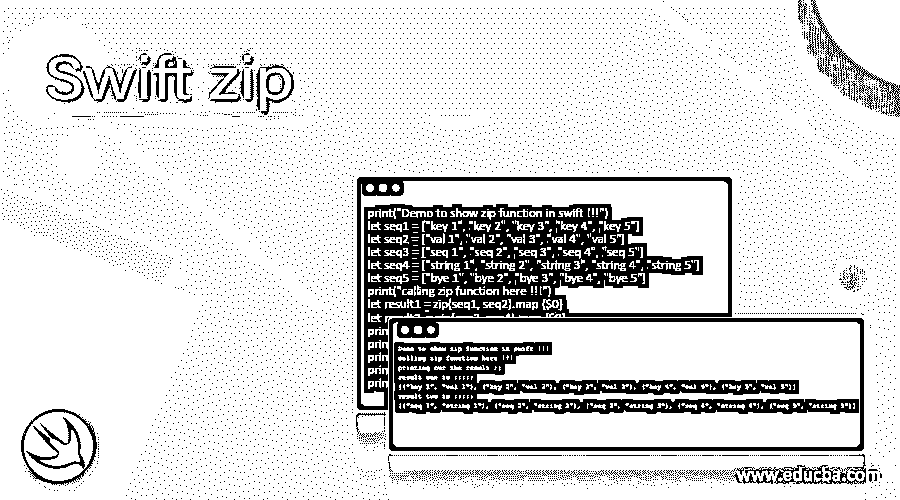 Swift zip
print("Demo to show zip function in swift !!!")
let seq1 = ["key 1", "key 2", "key 3", "key 4", "key 5"]
let seq2 = ["val 1", "val 2", "val 3", "val 4", "val 5"]
let seq3 = ["seq 1", "seq 2", "seq 3", "seq 4", "seq 5"]
let seq4 = ["string 1", "string 2", "string 3", "string 4", "string 5"]
let seq5 = ["bye 1", "bye 2", "bye 3", "bye 4", "bye 5"]
print("calling zip function here !!!")
let result1 = zip(seq1, seq2).map {$0}
prin
prin
prin
prin
prin
Demo to show zip function in swift !!!
calling zip function here !!!
printing out the result ::
result one is :::::
[("key 1", "val 1"), ("key 2", "val 2"), ("key 3", "val 3"), ("key 4", "val 4"), ("key 5", "val 5")]
result two is :::::
[("seq 1", "string 1"), ("seq 2", "string 2"), ("seq 3", "string 3"), ("seq 4", "string 4"), ("seq 5", "string 5")]
www.educba.com